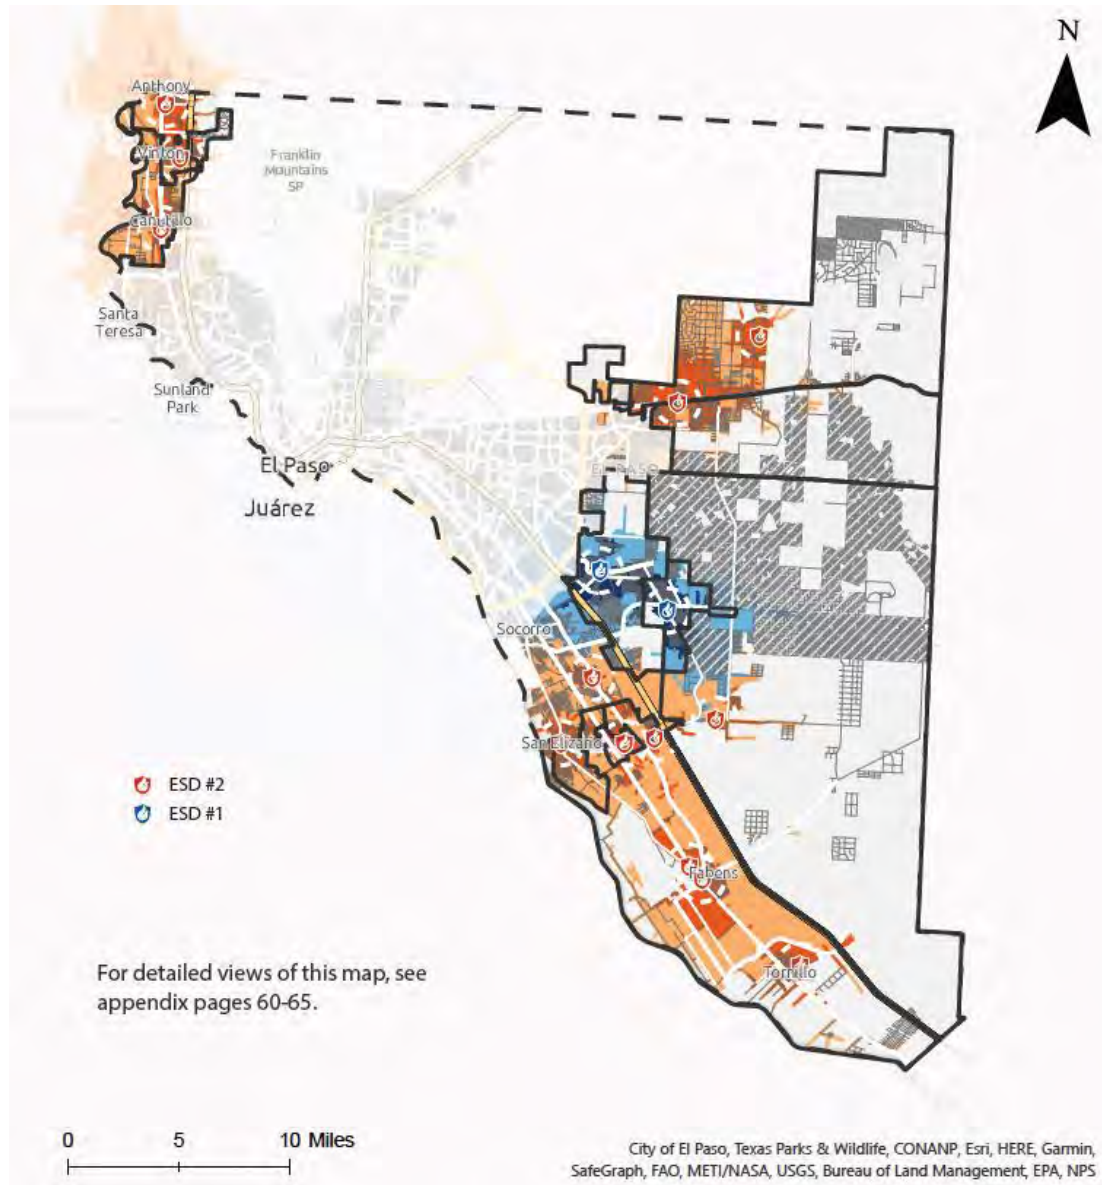 N
Anthony
Franklin
Mountains
SP
Vinton
Canutillo
Santa
Teresa
Sunland
Park
El Paso
EL PASO
Juárez
Socorro
San Elizario
ESD #2
ESD #1
Fabens
For detailed views of this map, see
appendix pages 60-65.
Tornillo
0 5 10 Miles
City of El Paso, Texas Parks & Wildlife, CONANP, Esri, HERE, Garmin,
SafeGraph, FAO, METI/NASA, USGS, Bureau of Land Management, EPA, NPS